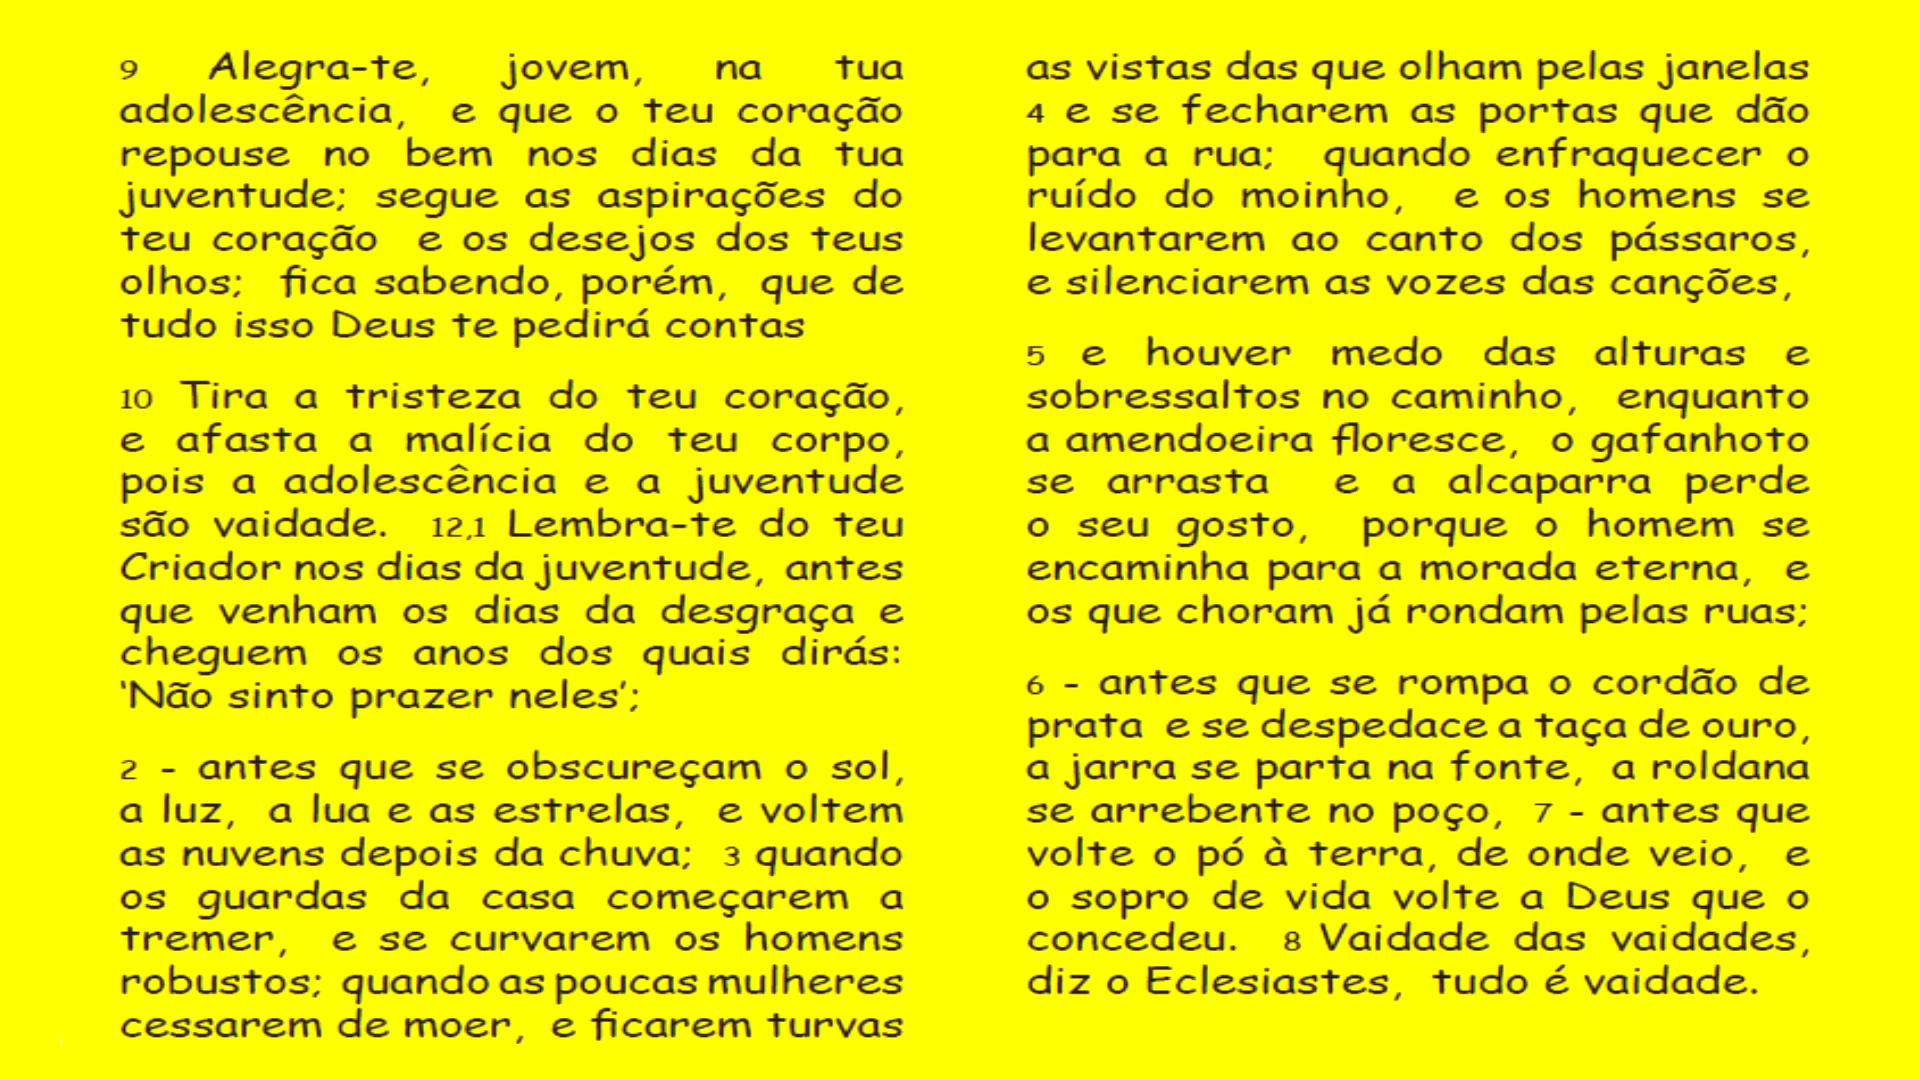 9 Alegra-te, jovem, na tua
adolescência, e que o teu coração
repouse no bem nos dias da tua
juventude; segue as aspirações do
teu coração e os desejos dos teus
olhos; fica sabendo, porém, que de
tudo isso Deus te pedirá contas
10 Tira a tristeza do teu coração,
e afasta a malícia do teu corpo,
pois a adolescência e a juventude
são vaidade. 12,1 Lembra-te do teu
Criador nos dias da juventude, antes
que venham os dias da desgraça e
cheguem os anos dos quais dirás:
'Não sinto prazer neles';
2 - antes que se obscureçam o sol,
a luz, a lua e as estrelas, e voltem
as nuvens depois da chuva; 3 quando
os guardas da casa começarem a
tremer, e se curvarem os homens
robustos; quando as poucas mulheres
cessarem de moer, e ficarem turvas
as vistas das que olham pelas janelas
4 e se fecharem as portas que dão
para a rua; quando enfraquecer o
ruído do moinho, e os homens se
levantarem ao canto dos pássaros,
e silenciarem as vozes das canções,
5 e houver medo das alturas e
sobressaltos no caminho, enquanto
a amendoeira floresce, o gafanhoto
se arrasta e a alcaparra perde
o seu gosto, porque o homem se
encaminha para a morada eterna, e
os que choram já rondam pelas ruas;
6 - antes que se rompa o cordão de
prata e se despedace a taça de ouro,
a jarra se parta na fonte, a roldana
se arrebente no poço, 7 - antes que
volte o pó à terra, de onde veio, e
o sopro de vida volte a Deus que o
concedeu. 8 Vaidade das vaidades,
diz o Eclesiastes, tudo é vaidade.